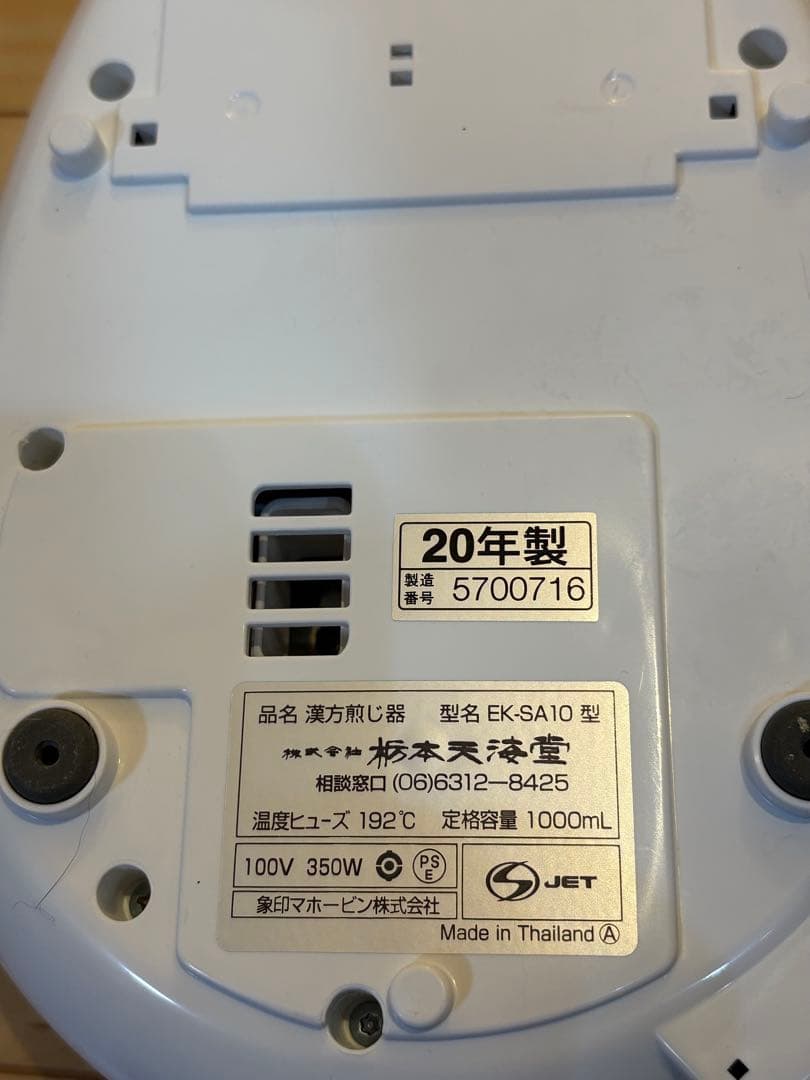 20年製
製造番号 5700716
品名 漢方煎じ器 型名 EK-SA10 型
株式会社 栃本天海堂
相談窓口 (06)6312-8425
温度ヒューズ 192℃ 定格容量 1000mL
100V 350W PSE
JET
象印マホービン株式会社
Made in Thailand Ⓐ